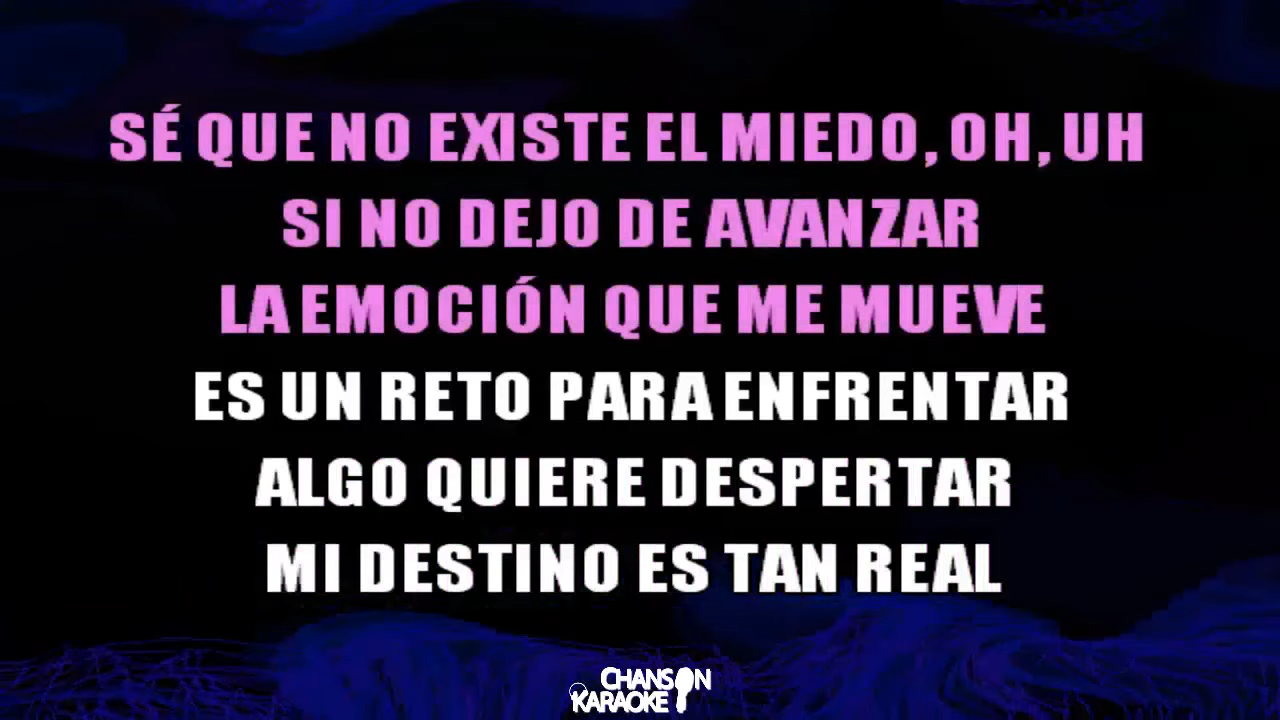 SÉ QUE NO EXISTE EL MIEDO, OH, UH
SI NO DEJO DE AVANZAR
LA EMOCIÓN QUE ME MUEVE
ES UN RETO PARA ENFRENTAR
ALGO QUIERE DESPERTAR
MI DESTINO ES TAN REAL
CHANSON
KARAOKE